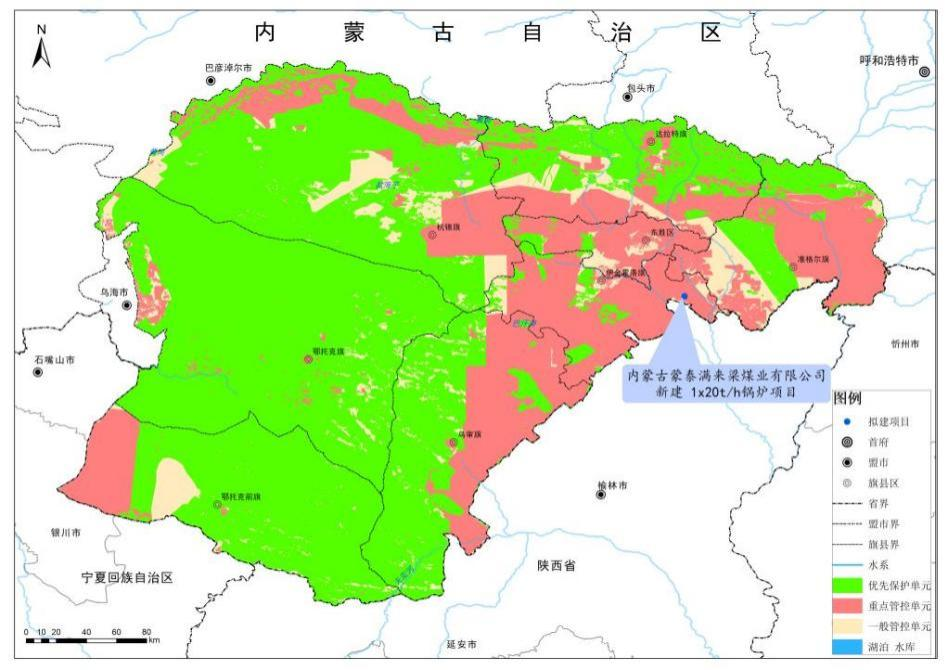 内 蒙 古 自 治 区
N
呼和浩特市
巴彦淖尔市
包头市
达拉特旗
杭锦旗
东胜区
准格尔旗
伊金霍洛旗
乌海市
忻州市
石嘴山市
鄂托克旗
内蒙古蒙泰满来梁煤业有限公司
新建 1x20t/h锅炉项目
图例
拟建项目
首府
盟市
旗县区
省界
盟市界
旗县界
水系
优先保护单元
重点管控单元
一般管控单元
湖泊 水库
乌审旗
榆林市
鄂托克前旗
银川市
宁夏回族自治区
陕西省
延安市
0 10 20 40 60 80
km